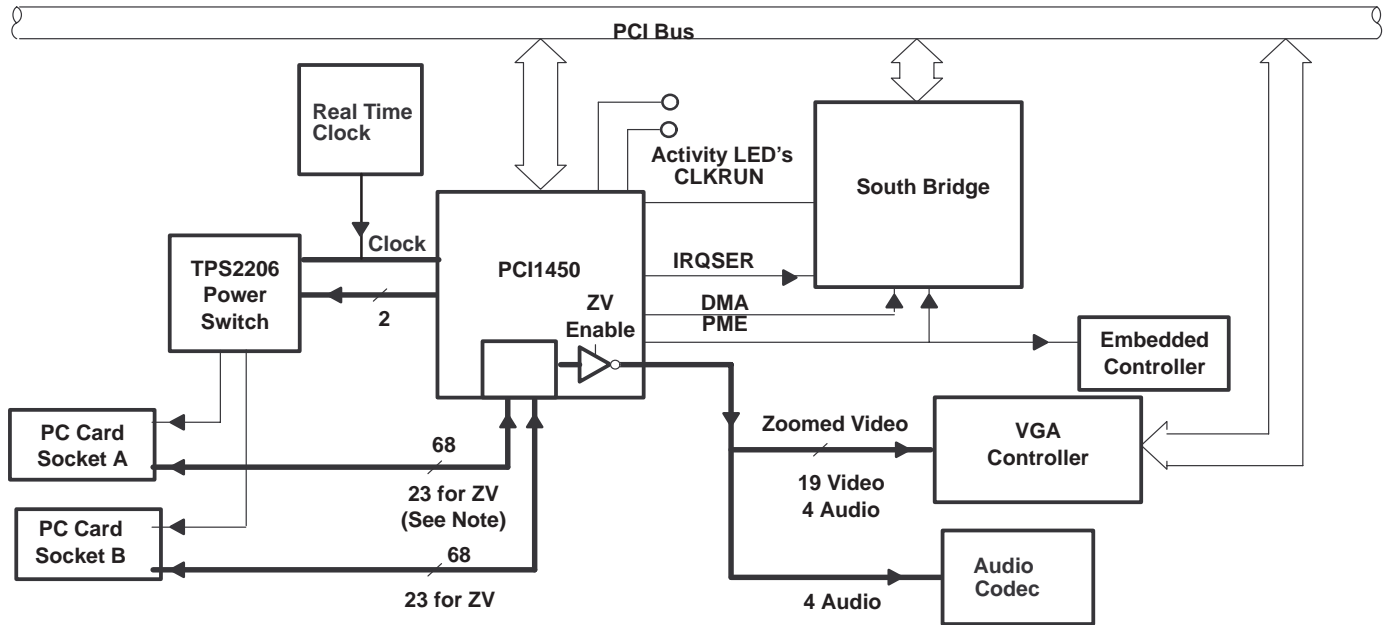 PCI Bus
Real Time
Clock
Activity LED's
CLKRUN
South Bridge
Clock
TPS2206
Power
Switch
PCI1450
IRQSER
2
ZV
Enable
DMA
PME
Embedded
Controller
PC Card
Socket A
68
23 for ZV
(See Note)
Zoomed Video
19 Video
4 Audio
VGA
Controller
PC Card
Socket B
68
23 for ZV
4 Audio
Audio
Codec